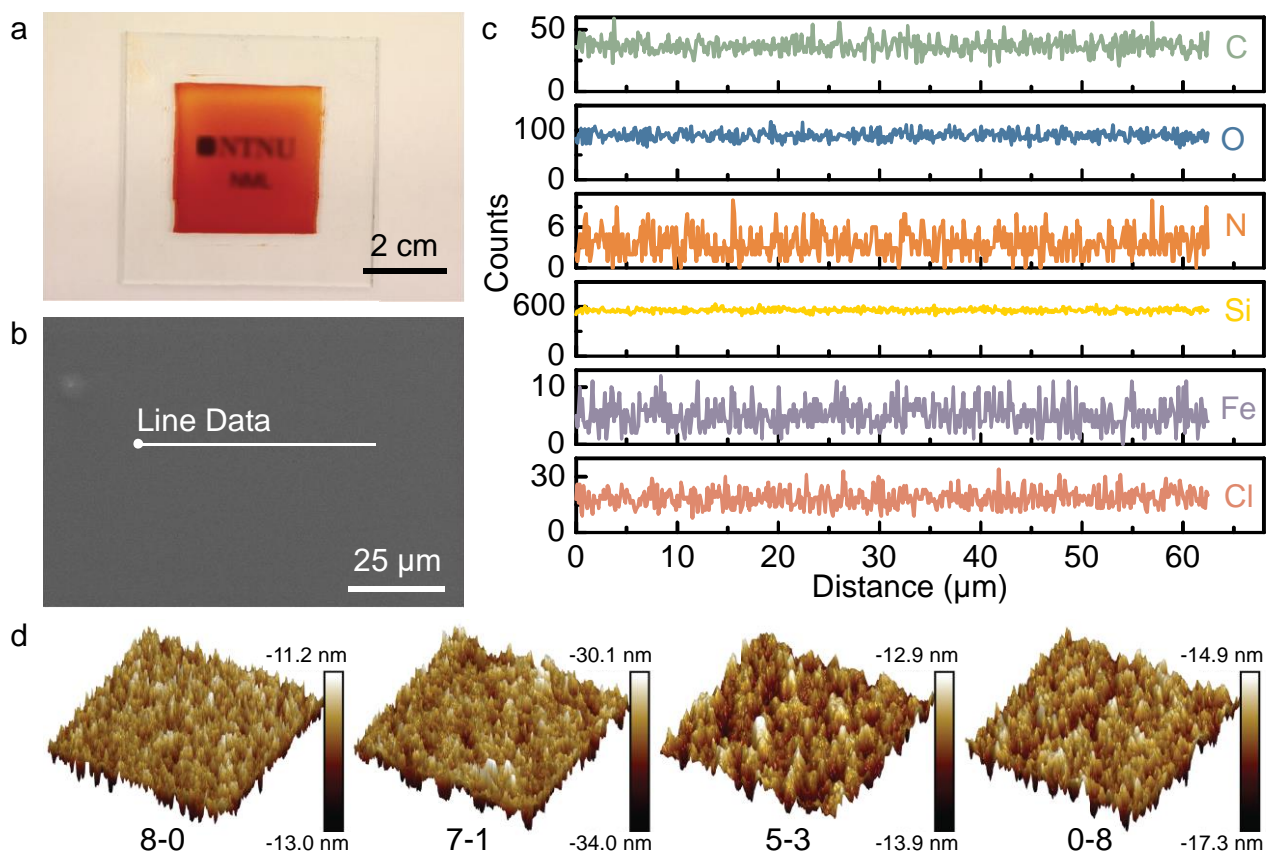 a
NTNU
NML
2 cm
b
Line Data
25 µm
c
Counts
50
0
C
100
0
O
6
0
N
600
0
Si
10
0
Fe
30
0
Cl
0 10 20 30 40 50 60
Distance (µm)
d
-11.2 nm
-13.0 nm
8-0
-30.1 nm
-34.0 nm
7-1
-12.9 nm
-13.9 nm
5-3
-14.9 nm
-17.3 nm
0-8